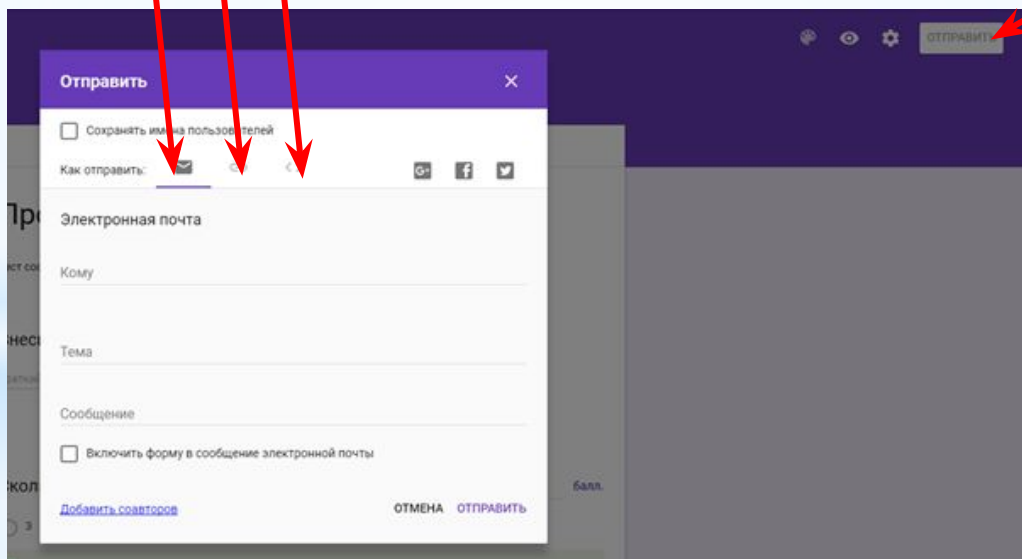 ОТПРАВИТЬ
Отправить
Сохранять имена пользователей
Как отправить:
G+
Электронная почта
Кому
Тема
Сообщение
Включить форму в сообщение электронной почты
балл.
З
Добавить соавторов
ОТМЕНА ОТПРАВИТЬ